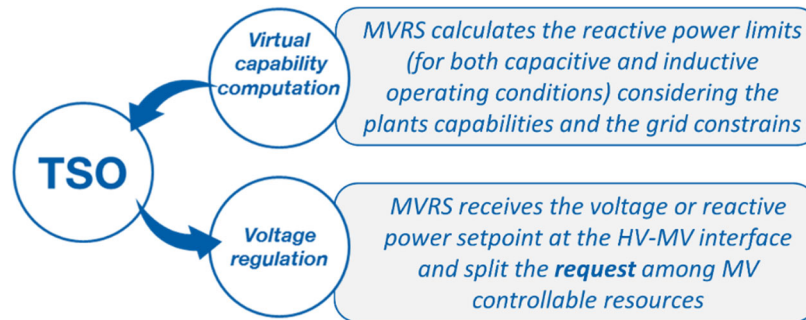 Virtual
capability
computation
MVRS calculates the reactive power limits
(for both capacitive and inductive
operating conditions) considering the
plants capabilities and the grid constrains
TSO
Voltage
regulation
MVRS receives the voltage or reactive
power setpoint at the HV-MV interface
and split the request among MV
controllable resources